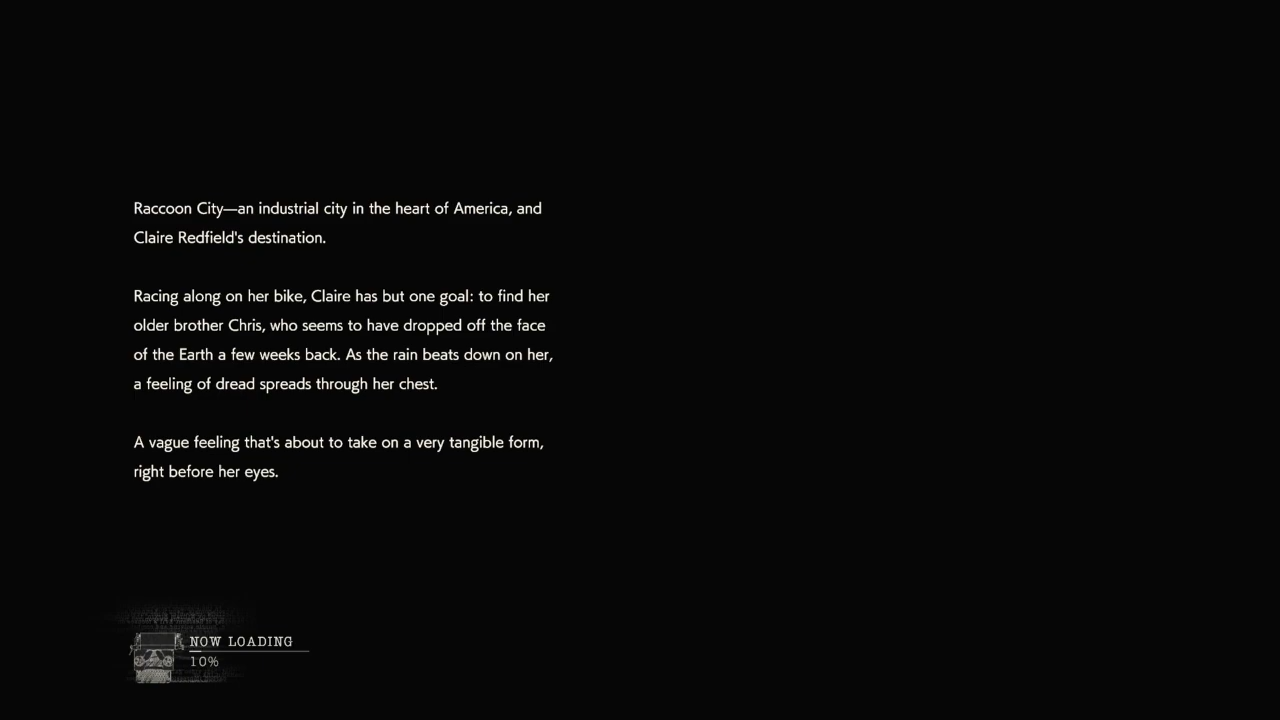 Raccoon City—an industrial city in the heart of America, and
Claire Redfield's destination.
Racing along on her bike, Claire has but one goal: to find her
older brother Chris, who seems to have dropped off the face
of the Earth a few weeks back. As the rain beats down on her,
a feeling of dread spreads through her chest.
A vague feeling that's about to take on a very tangible form,
right before her eyes.
NOW LOADING
10%